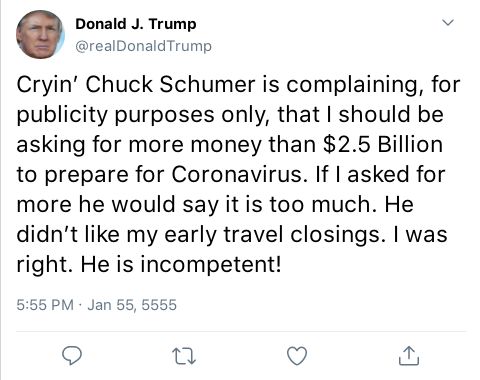 Donald J. Trump
@realDonaldTrump
Cryin’ Chuck Schumer is complaining, for
publicity purposes only, that I should be
asking for more money than $2.5 Billion
to prepare for Coronavirus. If I asked for
more he would say it is too much. He
didn’t like my early travel closings. I was
right. He is incompetent!
5:55 PM · Jan 55, 5555